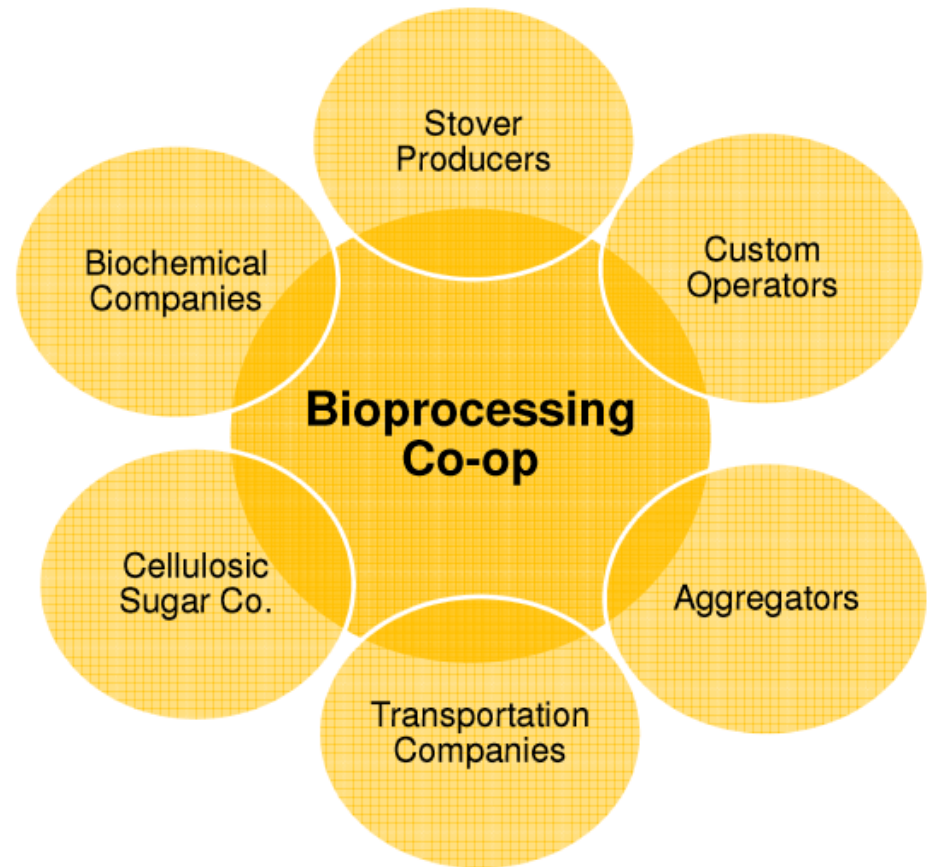 Stover
Producers
Custom
Operators
Aggregators
Transportation
Companies
Cellulosic
Sugar Co.
Biochemical
Companies
Bioprocessing
Co-op